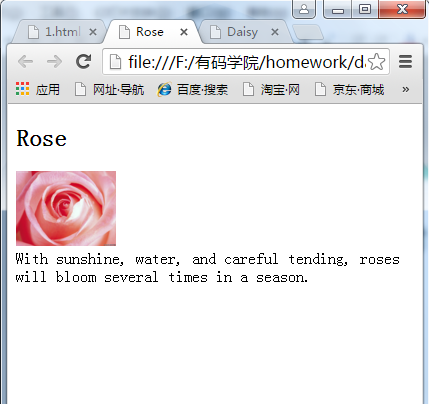 1.html
Rose
Daisy
file:///F:/有码学院/homework/da
应用
网址·导航
百度·搜索
淘宝·网
京东·商城
»
Rose
With sunshine, water, and careful tending, roses
will bloom several times in a season.